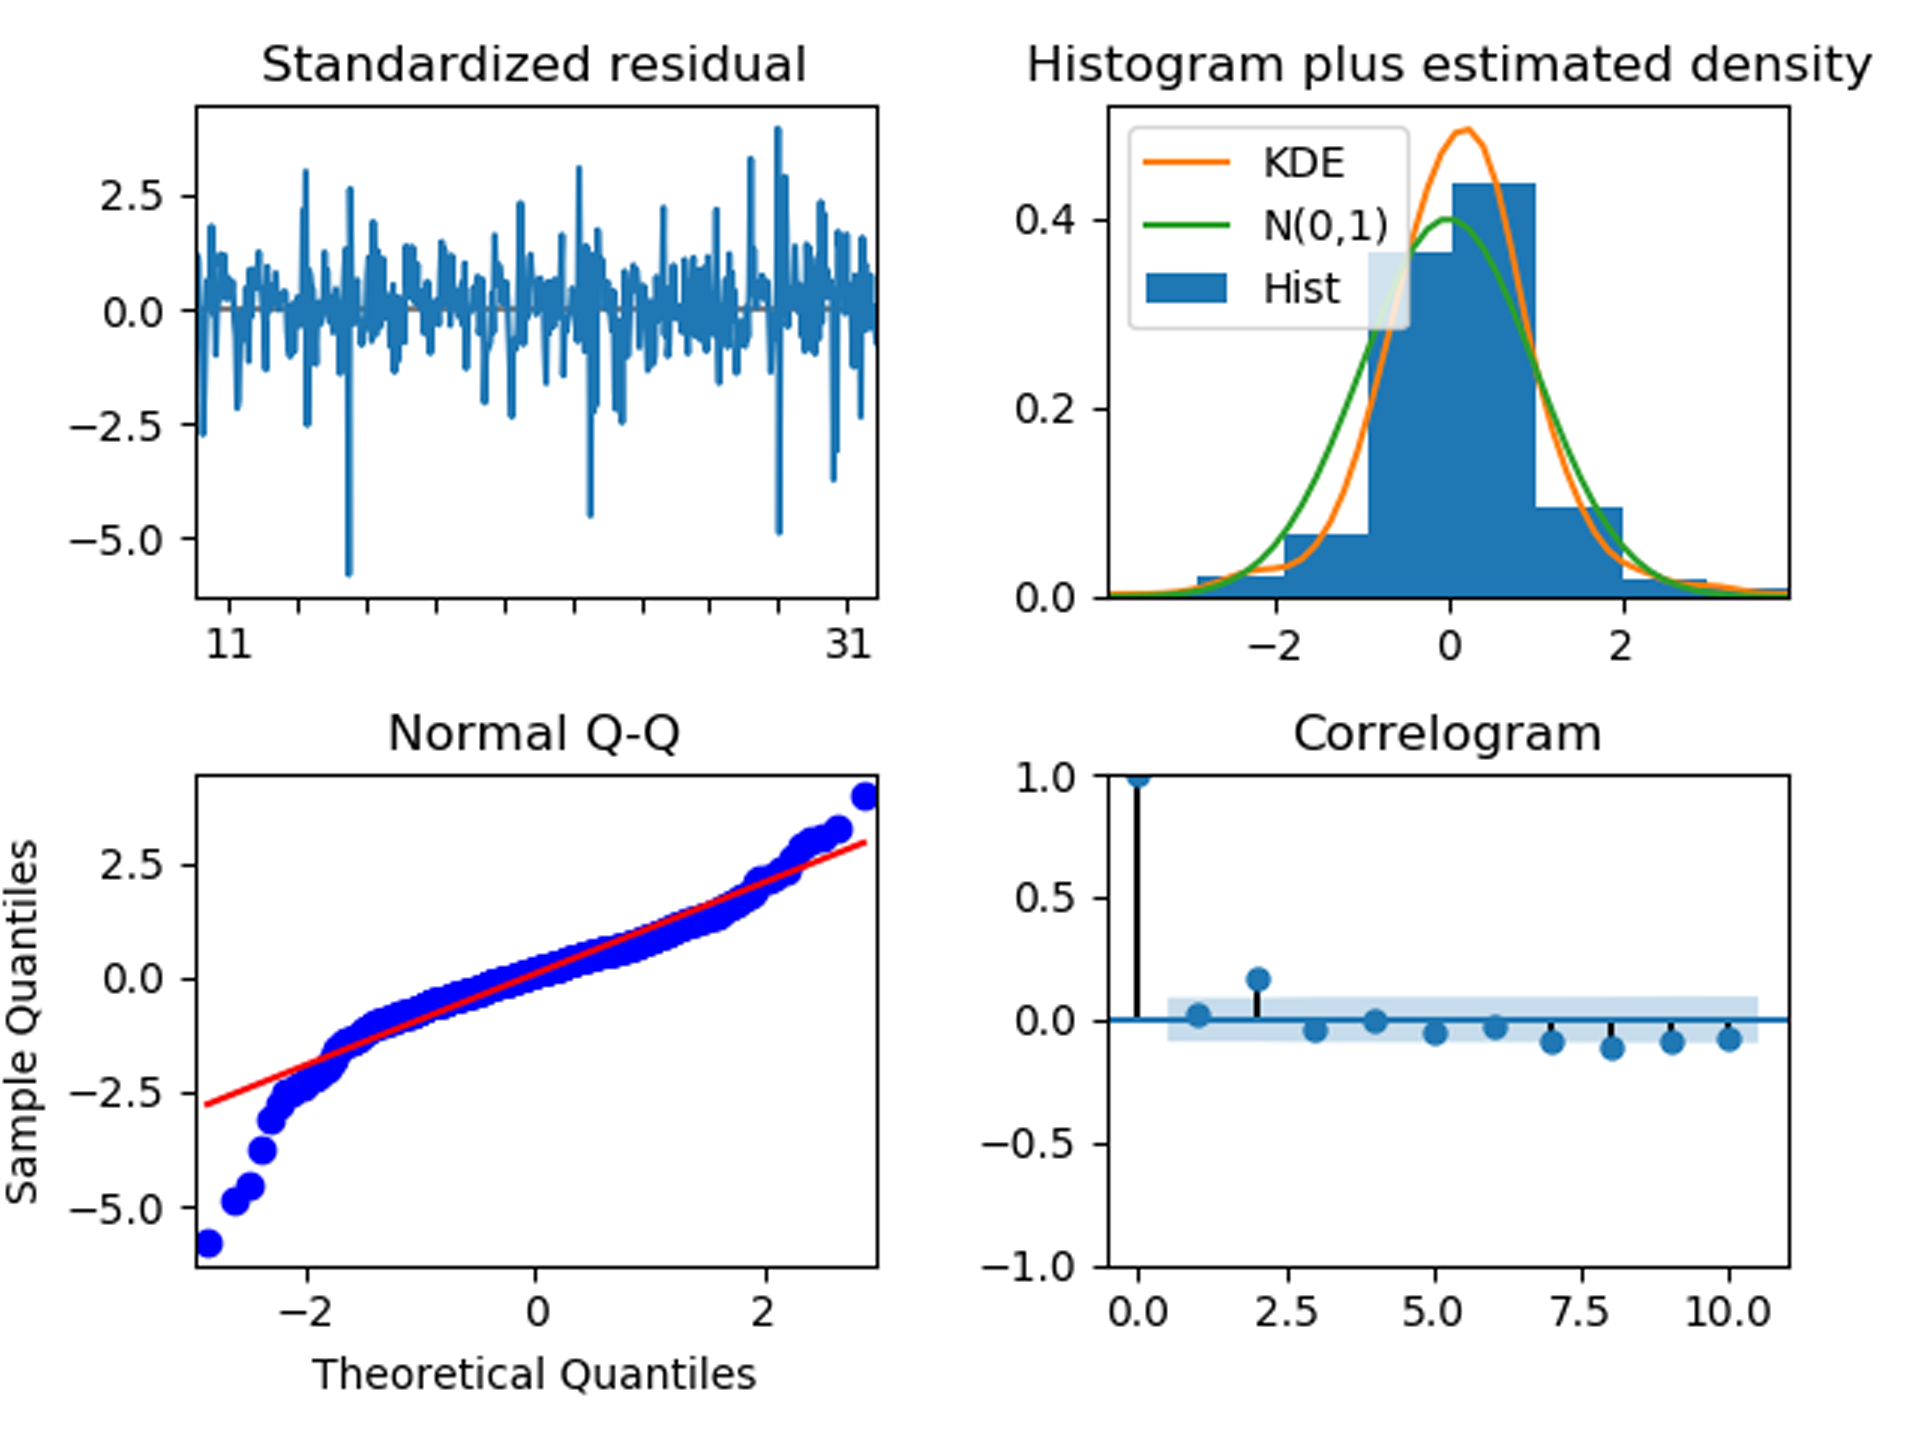 Standardized residual
2.5
0.0
−2.5
−5.0
11 31
Histogram plus estimated density
KDE
N(0,1)
Hist
0.4
0.2
0.0
−2 0 2
Normal Q-Q
Sample Quantiles
2.5
0.0
−2.5
−5.0
−2 0 2
Theoretical Quantiles
Correlogram
1.0
0.5
0.0
−0.5
−1.0
0.0 2.5 5.0 7.5 10.0